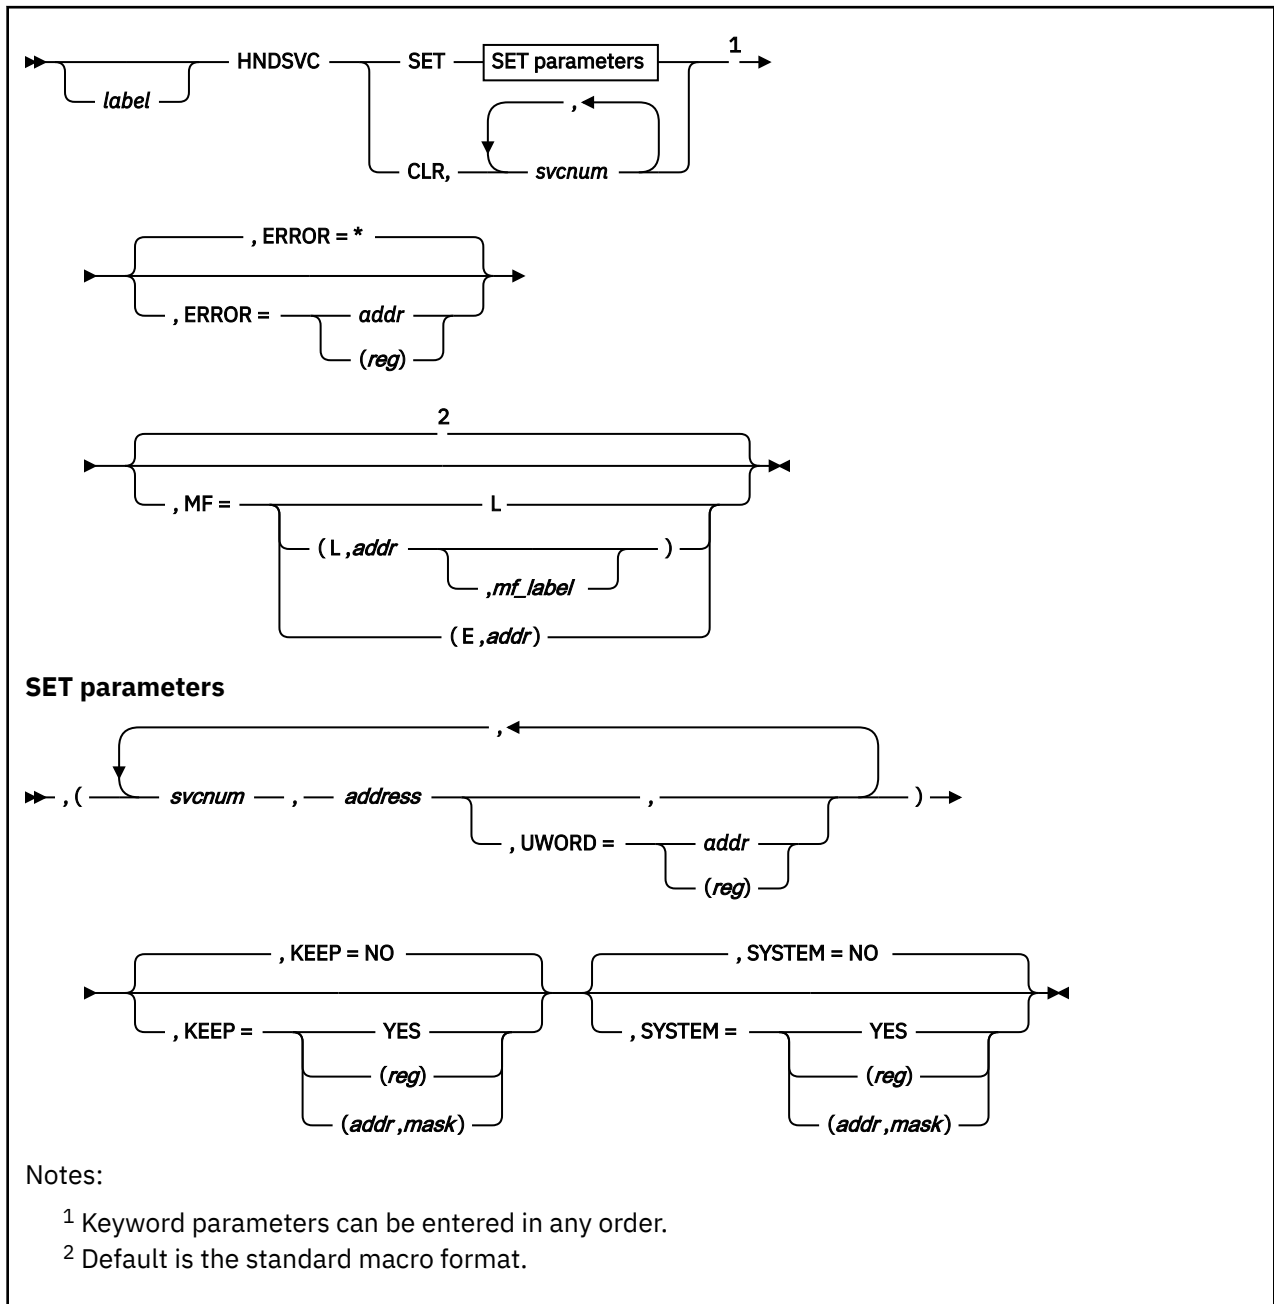 1
HNDSVC SET SET parameters
label
,
CLR, svcnum
, ERROR = *
, ERROR = addr
(reg)
2
, MF = L
( L ,addr )
,mf_label
( E ,addr )
SET parameters
,
, ( svcnum , address , )
, UWORD = addr
(reg)
, KEEP = NO , SYSTEM = NO
, KEEP = YES , SYSTEM = YES
(reg) (reg)
(addr ,mask) (addr ,mask)
Notes:
1 Keyword parameters can be entered in any order.
2 Default is the standard macro format.